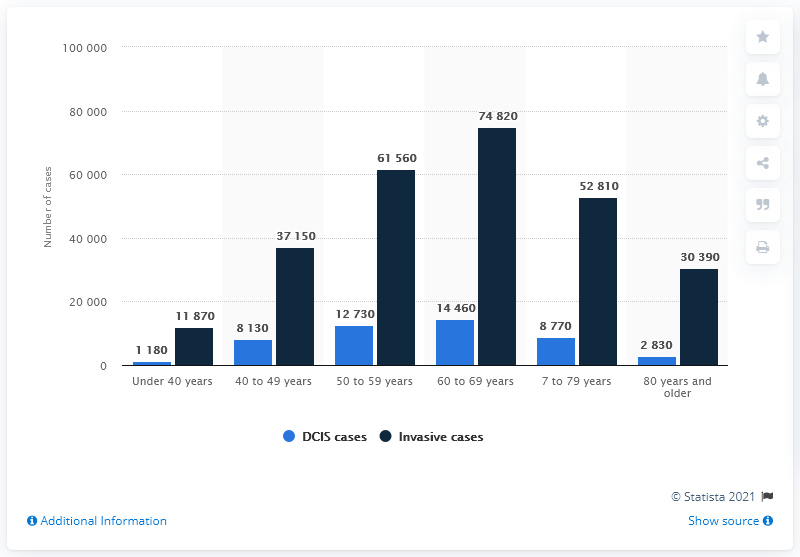 100 000
80 000
60 000
40 000
20 000
0
Number of cases
1 180
11 870
8 130
37 150
12 730
61 560
14 460
74 820
8 770
52 810
2 830
30 390
Under 40 years
40 to 49 years
50 to 59 years
60 to 69 years
7 to 79 years
80 years and
older
DCIS cases
Invasive cases
© Statista 2021
Additional Information
Show source